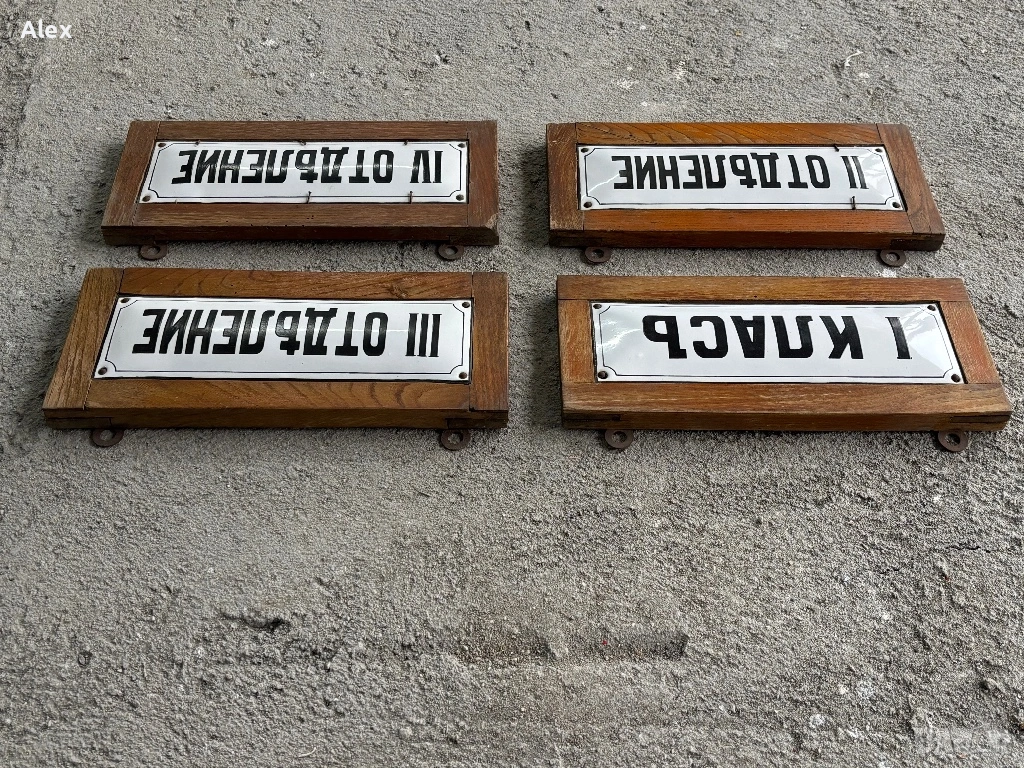 Alex
IV ОТДѢЛЕНИЕ
II ОТДѢЛЕНИЕ
III ОТДѢЛЕНИЕ
I КЛАСЪ